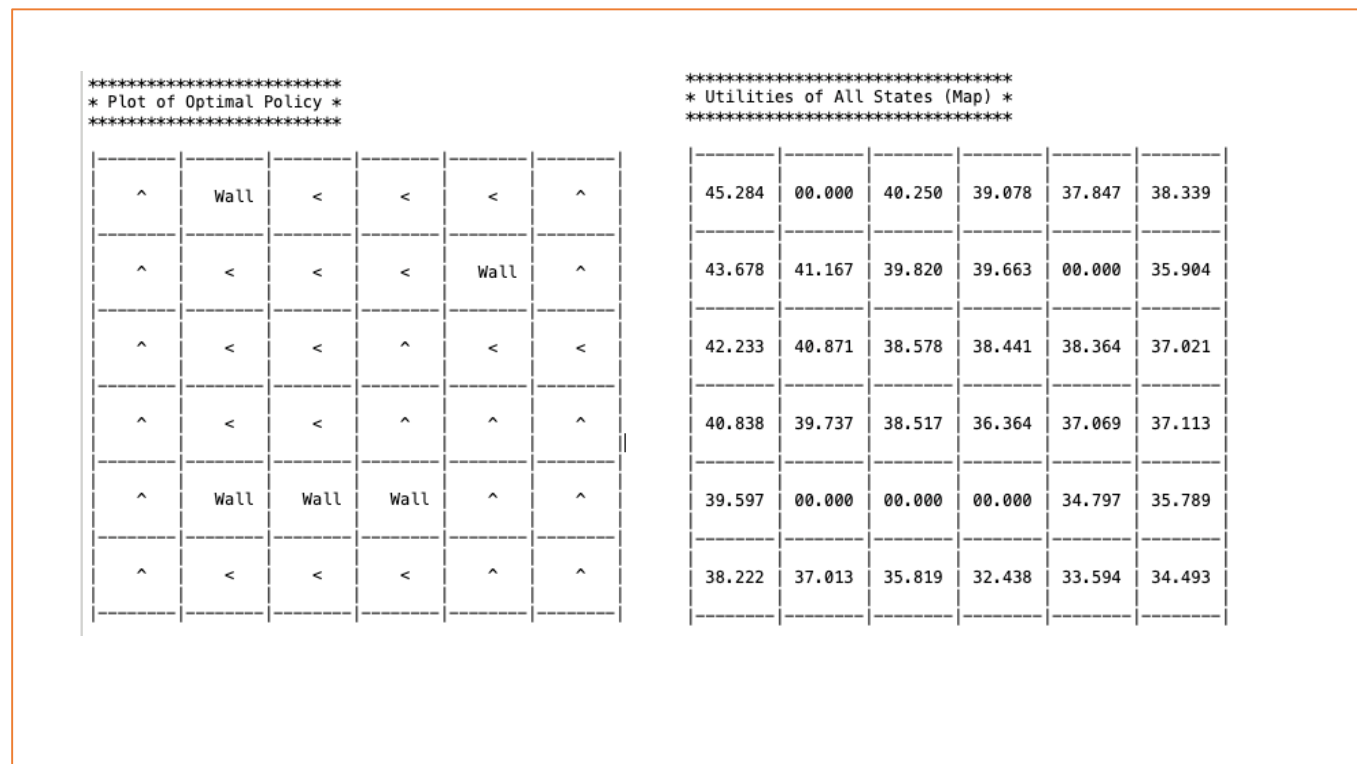 **************************
* Plot of Optimal Policy *
**************************
|--------|--------|--------|--------|--------|--------|
| ^ | Wall | < | < | < | ^ |
|--------|--------|--------|--------|--------|--------|
| ^ | < | < | < | Wall | ^ |
|--------|--------|--------|--------|--------|--------|
| ^ | < | < | ^ | < | < |
|--------|--------|--------|--------|--------|--------|
| ^ | < | < | ^ | ^ | ^ |
|--------|--------|--------|--------|--------|--------|
| ^ | Wall | Wall | Wall | ^ | ^ |
|--------|--------|--------|--------|--------|--------|
| ^ | < | < | < | ^ | ^ |
|--------|--------|--------|--------|--------|--------|
*********************************
* Utilities of All States (Map) *
*********************************
|--------|--------|--------|--------|--------|--------|
| 45.284 | 00.000 | 40.250 | 39.078 | 37.847 | 38.339 |
|--------|--------|--------|--------|--------|--------|
| 43.678 | 41.167 | 39.820 | 39.663 | 00.000 | 35.904 |
|--------|--------|--------|--------|--------|--------|
| 42.233 | 40.871 | 38.578 | 38.441 | 38.364 | 37.021 |
|--------|--------|--------|--------|--------|--------|
| 40.838 | 39.737 | 38.517 | 36.364 | 37.069 | 37.113 |
|--------|--------|--------|--------|--------|--------|
| 39.597 | 00.000 | 00.000 | 00.000 | 34.797 | 35.789 |
|--------|--------|--------|--------|--------|--------|
| 38.222 | 37.013 | 35.819 | 32.438 | 33.594 | 34.493 |
|--------|--------|--------|--------|--------|--------|